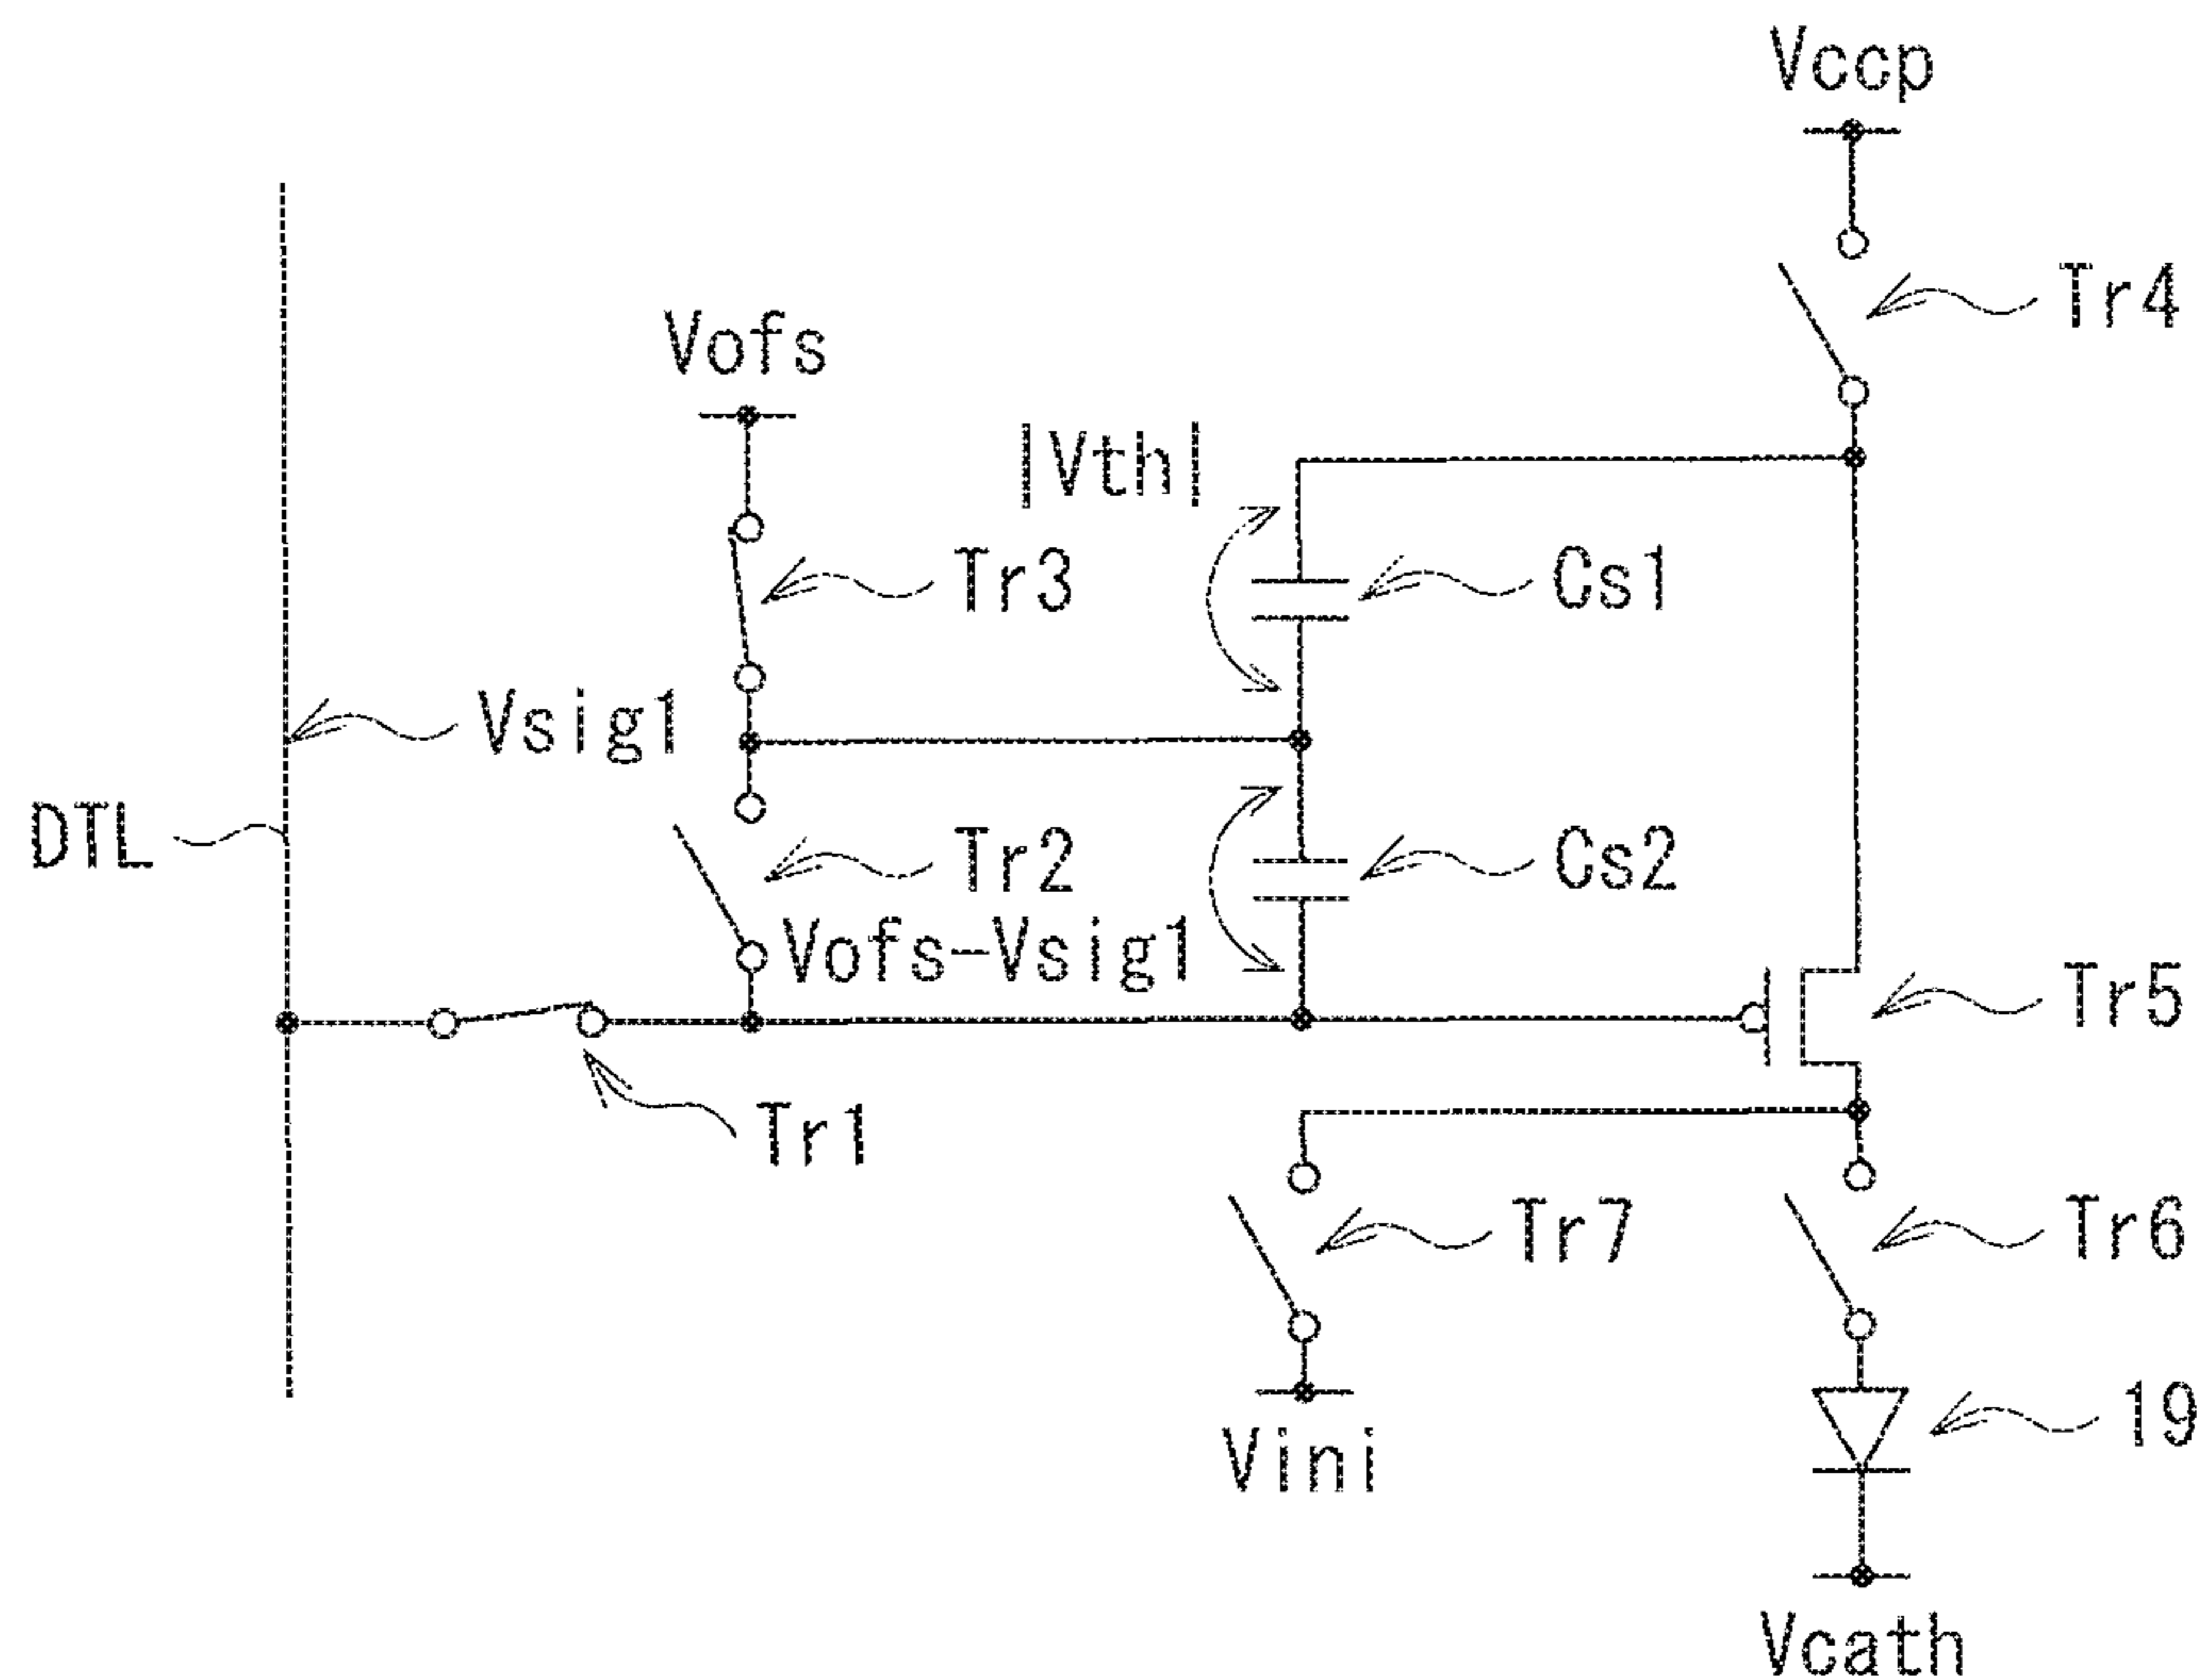 Vccp
Tr4
Vofs
|Vth|
Tr3
Cs1
Vsig1
DTL
Tr2
Cs2
Vofs-Vsig1
Tr5
Tr1
Tr7
Tr6
19
Vini
Vcath